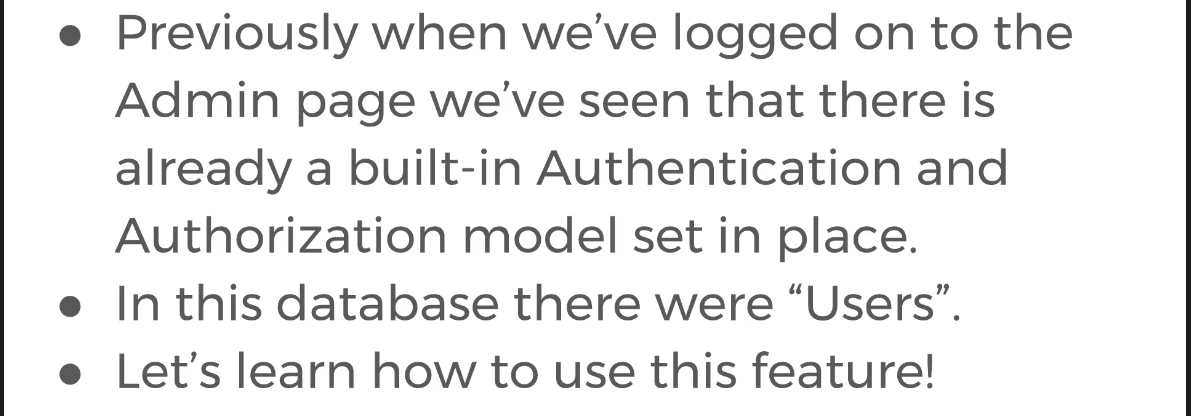 ● Previously when we’ve logged on to the
Admin page we’ve seen that there is
already a built-in Authentication and
Authorization model set in place.
● In this database there were “Users”.
● Let’s learn how to use this feature!